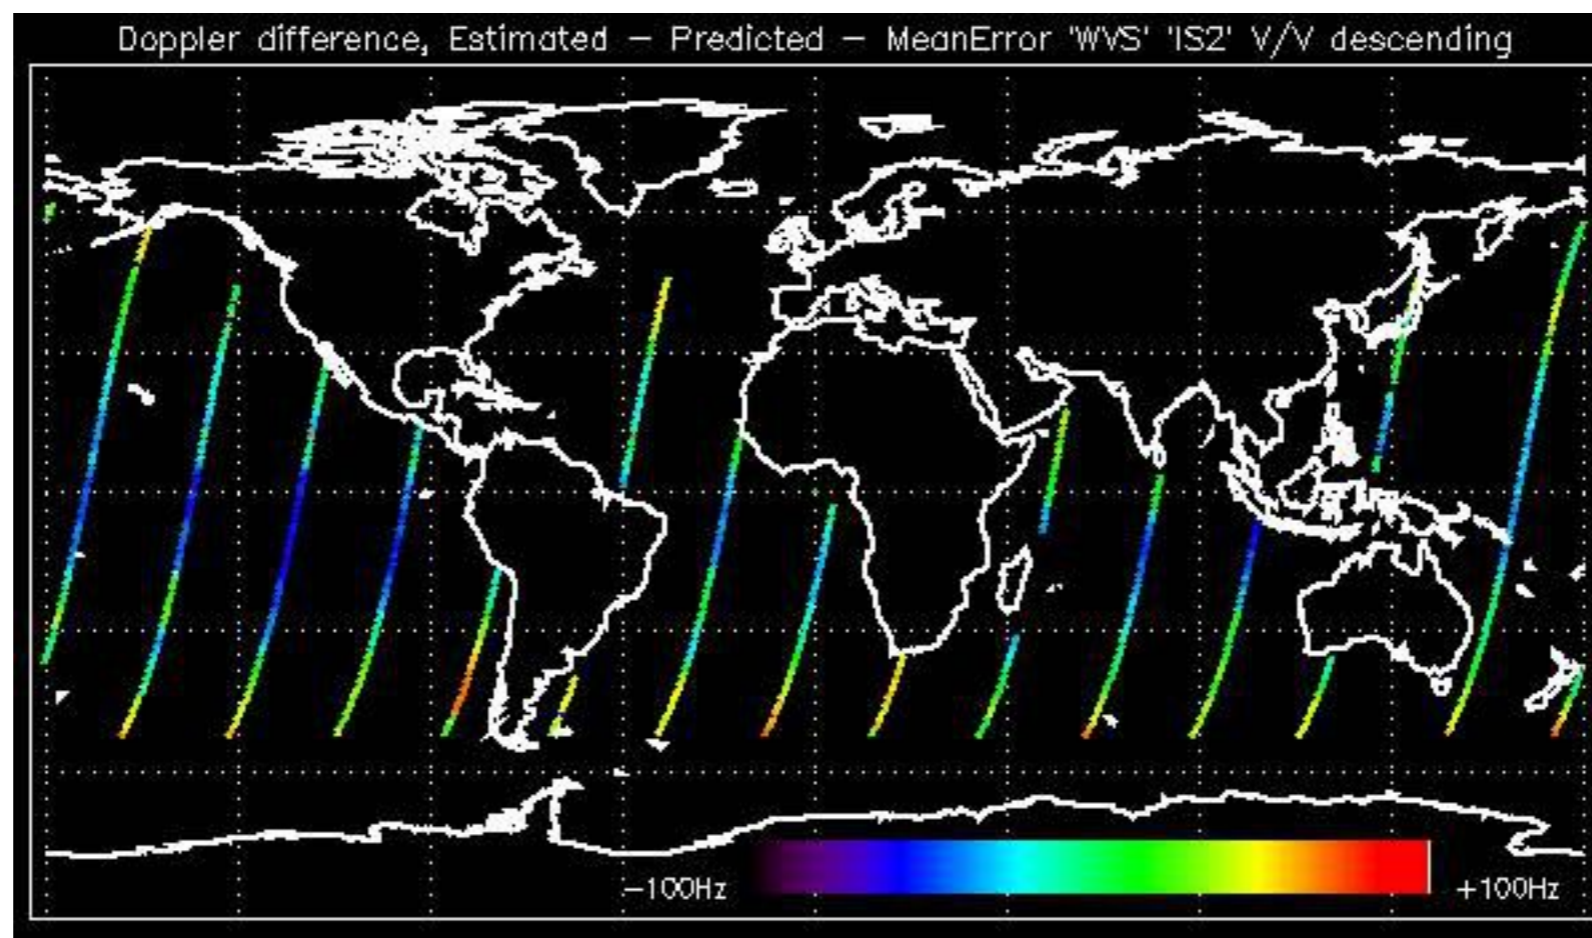 Doppler difference, Estimated – Predicted – MeanError 'WVS' 'IS2' V/V descending
–100Hz
+100Hz